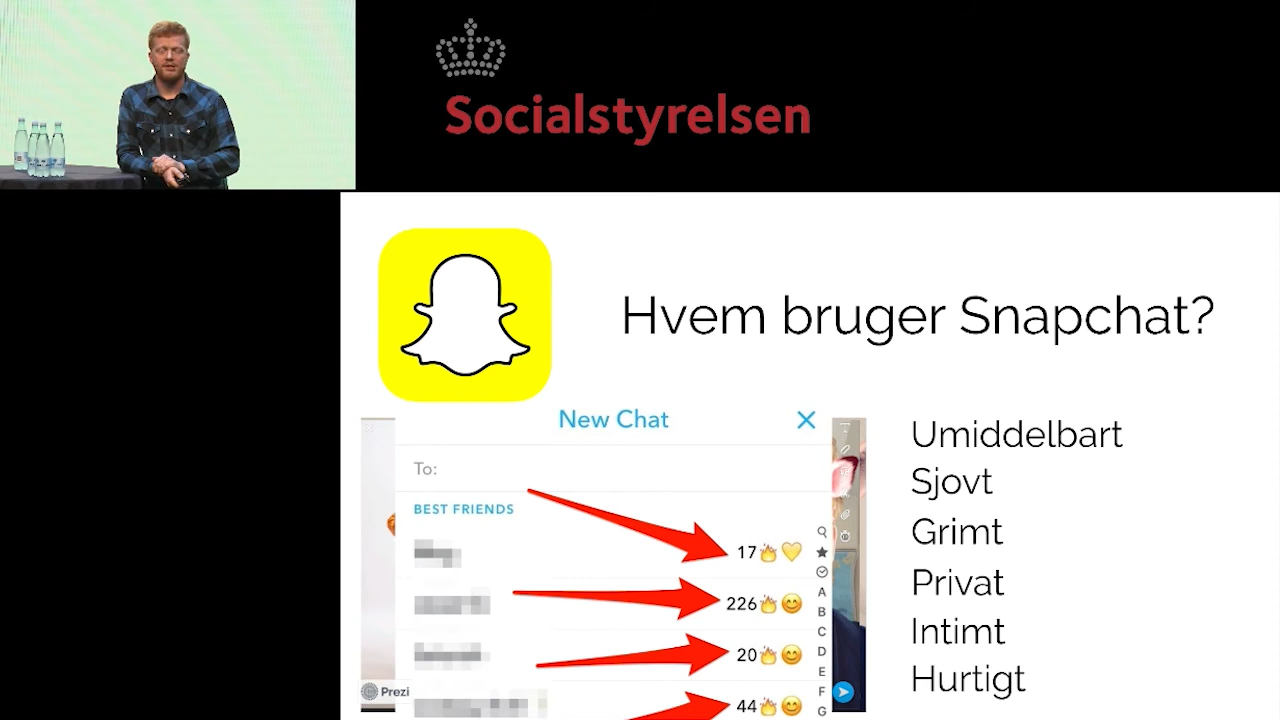 Socialstyrelsen
Hvem bruger Snapchat?
New Chat
To:
BEST FRIENDS
17
226
20
44
A
B
C
D
E
F
G
Prezi
Umiddelbart
Sjovt
Grimt
Privat
Intimt
Hurtigt